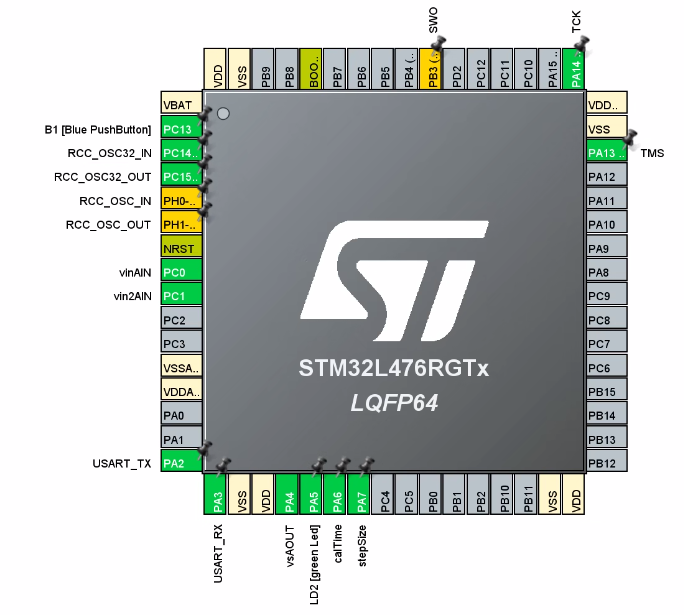 SWO
TCK
VDD
VSS
PB9
PB8
BOO..
PB7
PB6
PB5
PB4 (..
PB3 (..
PD2
PC12
PC11
PC10
PA15 ..
PA14 ..
VBAT
B1 [Blue PushButton] PC13
RCC_OSC32_IN PC14..
RCC_OSC32_OUT PC15..
RCC_OSC_IN PH0-..
RCC_OSC_OUT PH1-..
NRST
vinAIN PC0
vin2AIN PC1
PC2
PC3
VSSA..
VDDA..
PA0
PA1
USART_TX PA2
STM32L476RGTx
LQFP64
VDD..
VSS
PA13 .. TMS
PA12
PA11
PA10
PA9
PA8
PC9
PC8
PC7
PC6
PB15
PB14
PB13
PB12
PA3
VSS
VDD
PA4
PA5
PA6
PA7
PC4
PC5
PB0
PB1
PB2
PB10
PB11
VSS
VDD
USART_RX
vsAOUT
LD2 [green Led]
calTime
stepSize